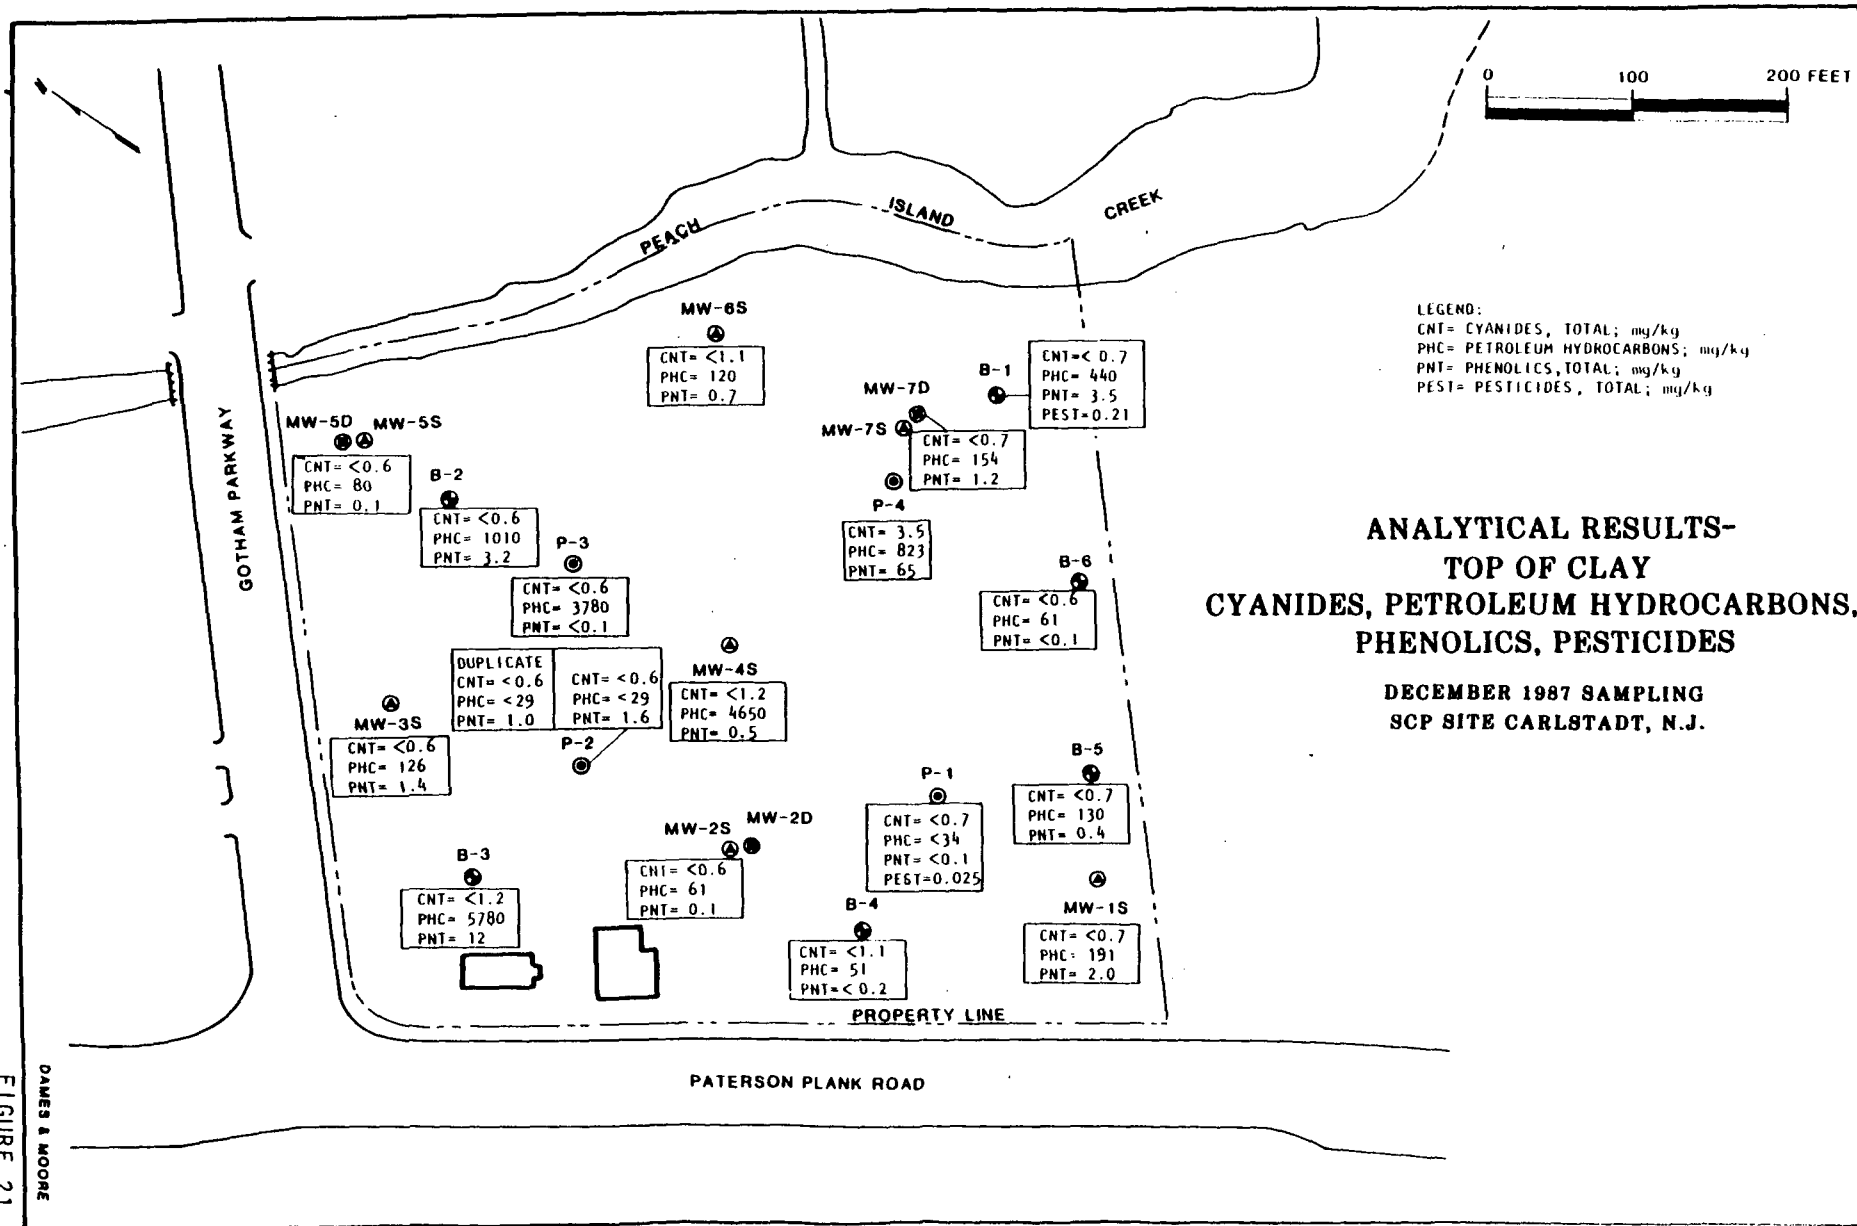 0 100 200 FEET
PEACH ISLAND CREEK
LEGEND:
CNT= CYANIDES, TOTAL; mg/kg
PHC= PETROLEUM HYDROCARBONS; mg/kg
PNT= PHENOLICS, TOTAL; mg/kg
PEST= PESTICIDES, TOTAL; mg/kg
MW-6S
CNT= <1.1
PHC= 120
PNT= 0.7
B-1
CNT=< 0.7
PHC= 440
PNT= 3.5
PEST=0.21
MW-7D
MW-7S
CNT= <0.7
PHC= 154
PNT= 1.2
MW-5D
MW-5S
CNT= <0.6
PHC= 80
PNT= 0.1
GOTHAM PARKWAY
B-2
CNT= <0.6
PHC= 1010
PNT= 3.2
P-4
CNT= 3.5
PHC= 823
PNT= 65
P-3
CNT= <0.6
PHC= 3780
PNT= <0.1
B-6
CNT= <0.6
PHC= 61
PNT= <0.1
ANALYTICAL RESULTS-
TOP OF CLAY
CYANIDES, PETROLEUM HYDROCARBONS,
PHENOLICS, PESTICIDES
DECEMBER 1987 SAMPLING
SCP SITE CARLSTADT, N.J.
DUPLICATE
CNT= <0.6
PHC= <29
PNT= 1.0
CNT= <0.6
PHC= <29
PNT= 1.6
P-2
MW-4S
CNT= <1.2
PHC= 4650
PNT= 0.5
MW-3S
CNT= <0.6
PHC= 126
PNT= 1.4
B-5
CNT= <0.7
PHC= 130
PNT= 0.4
P-1
CNT= <0.7
PHC= <34
PNT= <0.1
PEST=0.025
MW-2S
MW-2D
CNT= <0.6
PHC= 61
PNT= 0.1
B-3
CNT= <1.2
PHC= 5780
PNT= 12
B-4
CNT= <1.1
PHC= 51
PNT=< 0.2
MW-1S
CNT= <0.7
PHC= 191
PNT= 2.0
PROPERTY LINE
PATERSON PLANK ROAD
DAMES & MOORE
FIGURE 21